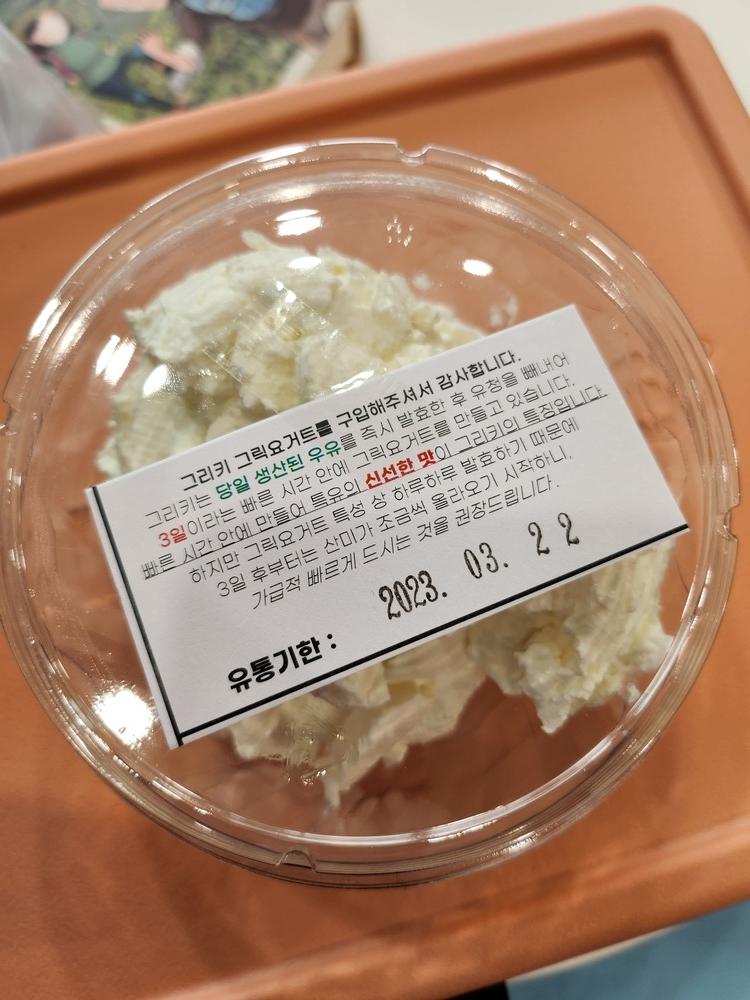 그리키 그릭요거트를 구입해주셔서 감사합니다.
그리키는 당일 생산된 우유를 즉시 발효한 후 유청을 빼내어
3일이라는 빠른 시간 안에 그릭요거트를 만들고 있습니다.
빠른 시간 안에 만들어 특유의 신선한 맛이 그리키의 특징입니다.
하지만 그릭요거트 특성 상 하루하루 발효하기 때문에
3일 후부터는 산미가 조금씩 올라오기 시작하니,
가급적 빠르게 드시는 것을 권장드립니다.
유통기한 : 2023. 03. 22